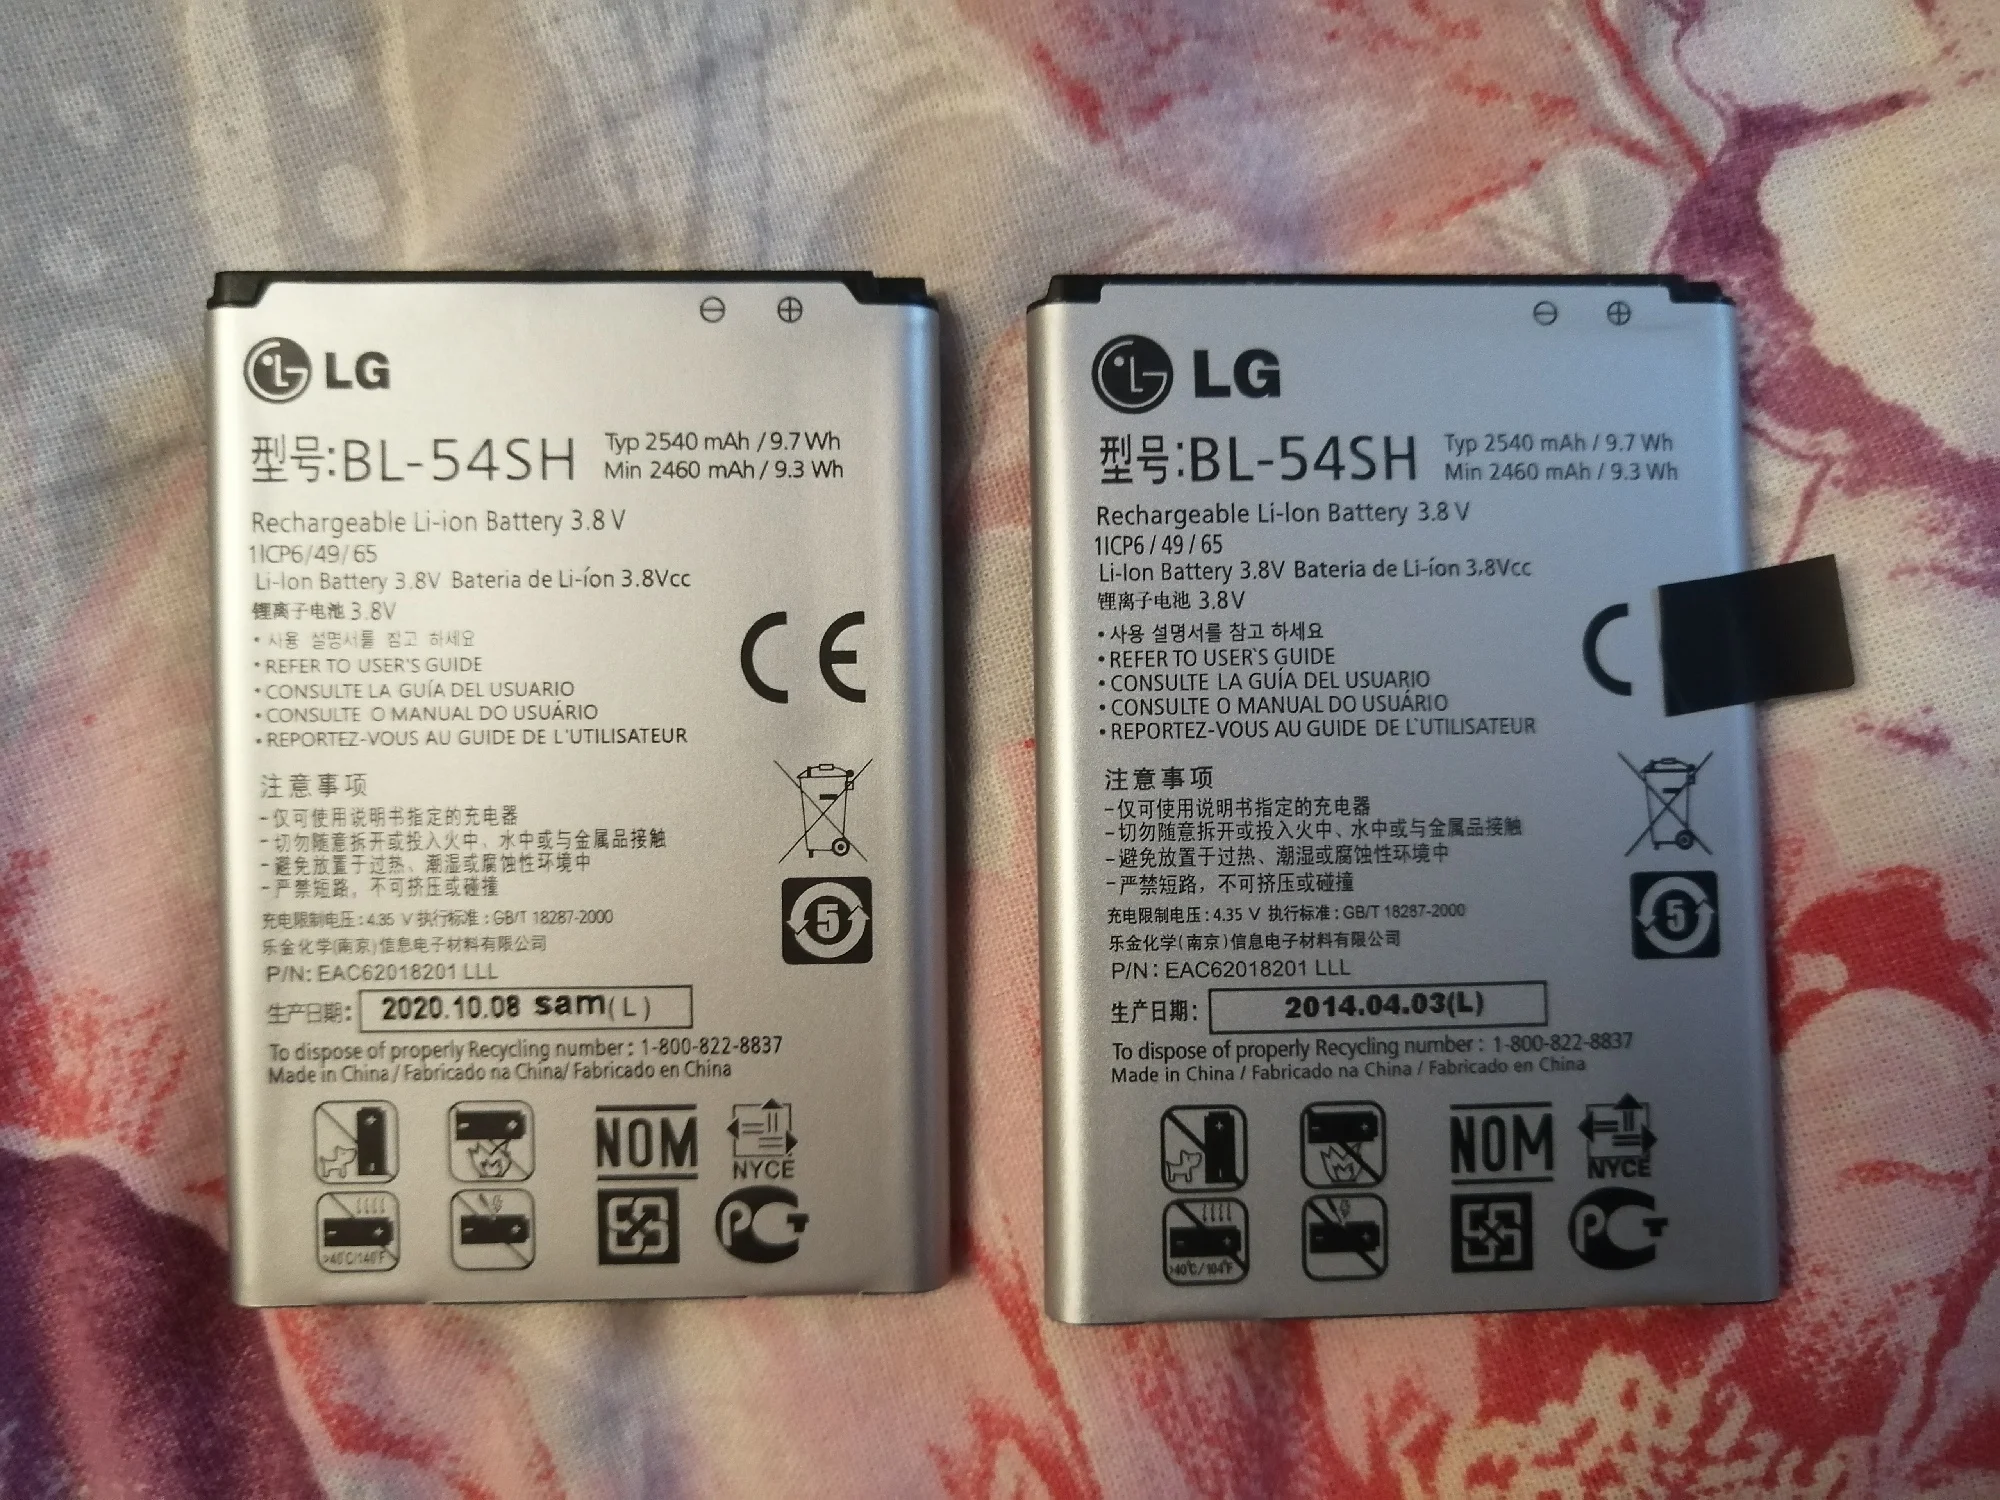 LG
型号:BL-54SH
Typ 2540 mAh / 9.7 Wh
Min 2460 mAh / 9.3 Wh
Rechargeable Li-ion Battery 3.8 V
1ICP6/49/65
Li-Ion Battery 3.8V Bateria de Li-íon 3.8Vcc
锂离子电池 3.8V
• 사용 설명서를 참고 하세요
• REFER TO USER'S GUIDE
• CONSULTE LA GUÍA DEL USUARIO
• CONSULTE O MANUAL DO USUÁRIO
• REPORTEZ-VOUS AU GUIDE DE L'UTILISATEUR
CE
注意事项
-仅可使用说明书指定的充电器
-切勿随意拆开或投入火中、水中或与金属品接触
-避免放置于过热、潮湿或腐蚀性环境中
-严禁短路，不可挤压或碰撞
充电限制电压:4.35 V 执行标准:GB/T 18287-2000
乐金化学(南京)信息电子材料有限公司
P/N: EAC62018201 LLL
5
生产日期: 2020.10.08 sam(L)
To dispose of properly Recycling number: 1-800-822-8837
Made in China / Fabricado na China/ Fabricado en China
NOM
NYCE
>40°C/140°F
PCT
LG
型号:BL-54SH
Typ 2540 mAh / 9.7 Wh
Min 2460 mAh / 9.3 Wh
Rechargeable Li-Ion Battery 3.8 V
1ICP6 / 49 / 65
Li-Ion Battery 3.8V Bateria de Li-íon 3,8Vcc
锂离子电池 3.8V
• 사용 설명서를 참고 하세요
• REFER TO USER'S GUIDE
• CONSULTE LA GUÍA DEL USUARIO
• CONSULTE O MANUAL DO USUÁRIO
• REPORTEZ-VOUS AU GUIDE DE L'UTILISATEUR
C
注意事项
-仅可使用说明书指定的充电器
-切勿随意拆开或投入火中、水中或与金属品接触
-避免放置于过热、潮湿或腐蚀性环境中
-严禁短路，不可挤压或碰撞
充电限制电压:4.35 V 执行标准:GB/T 18287-2000
乐金化学(南京)信息电子材料有限公司
P/N: EAC62018201 LLL
5
生产日期: 2014.04.03(L)
To dispose of properly Recycling number: 1-800-822-8837
Made in China / Fabricado na China / Fabricado en China
NOM
NYCE
>40°C/104°F
PCT